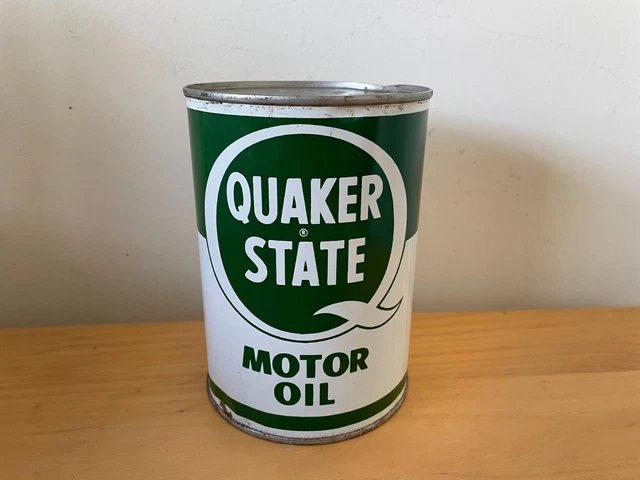 QUAKER
®
STATE
MOTOR
OIL